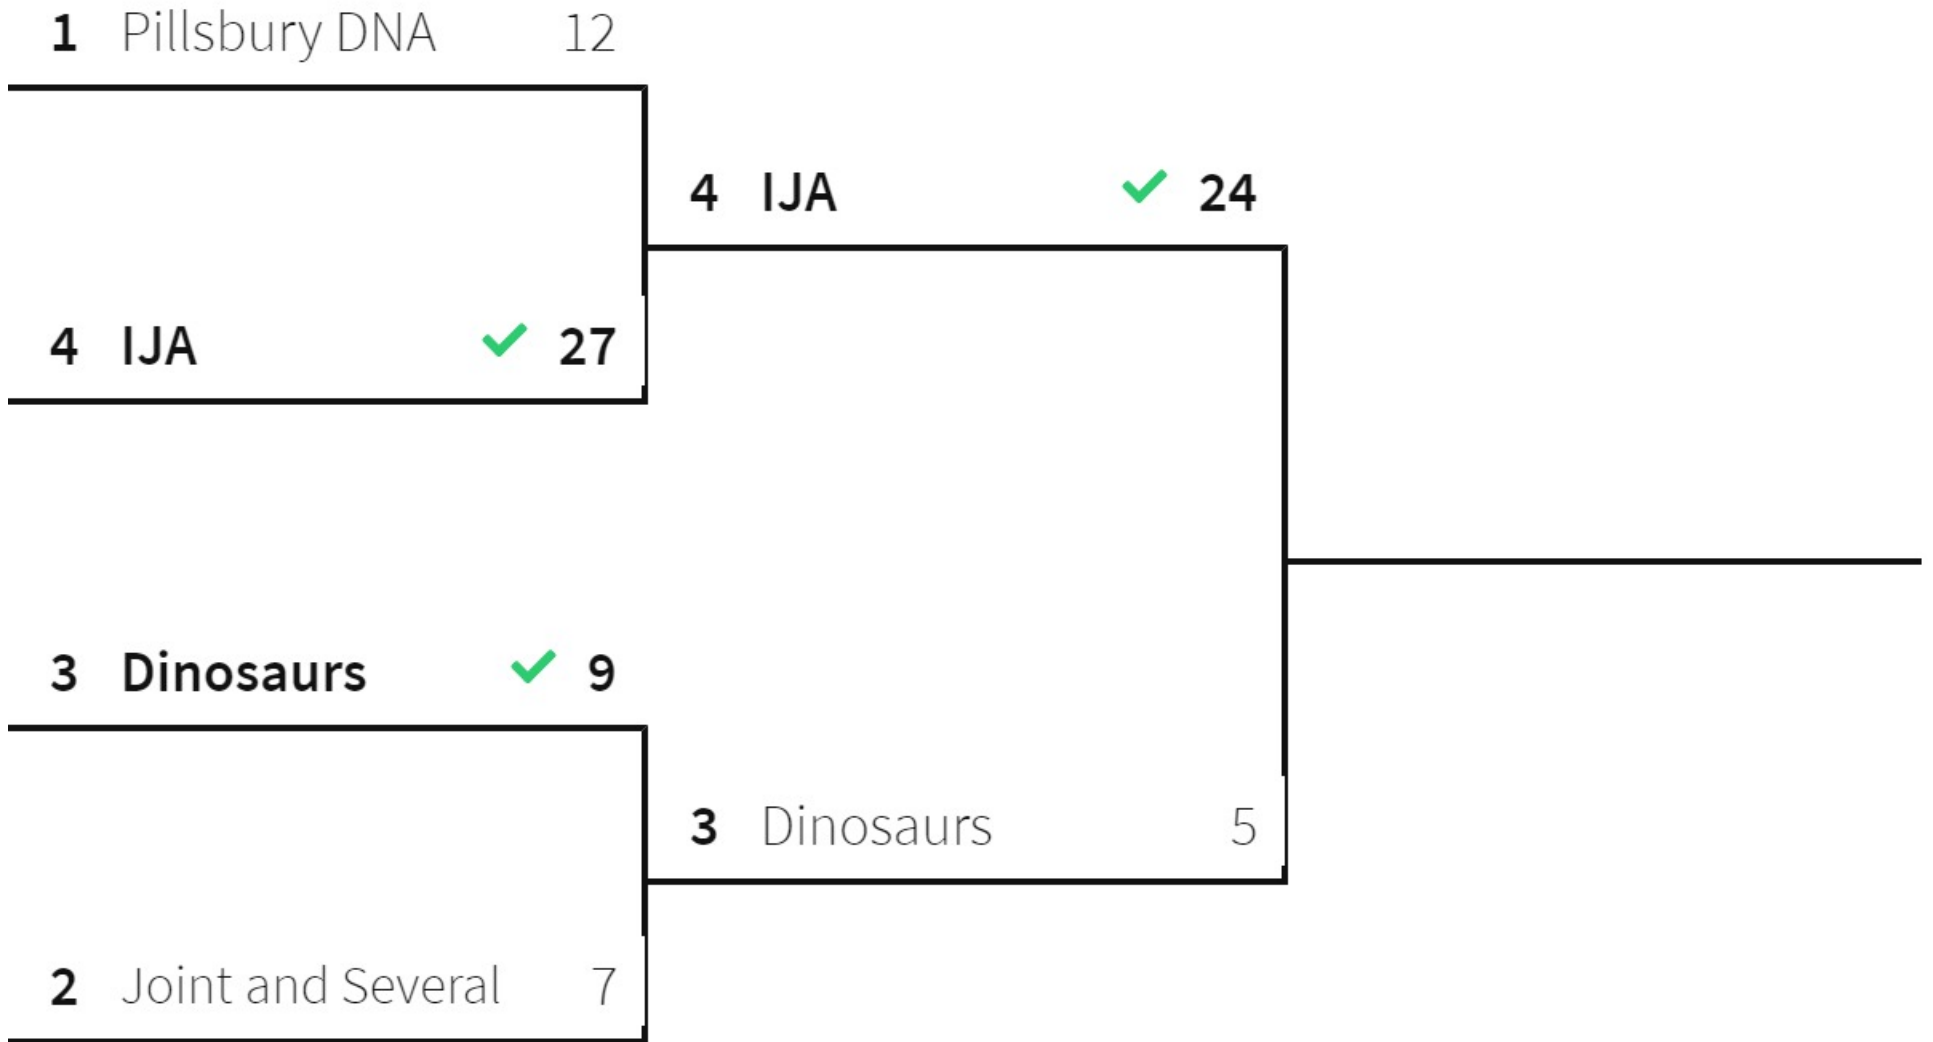 1 Pillsbury DNA 12
4 IJA 24
4 IJA 27
3 Dinosaurs 9
3 Dinosaurs 5
2 Joint and Several 7